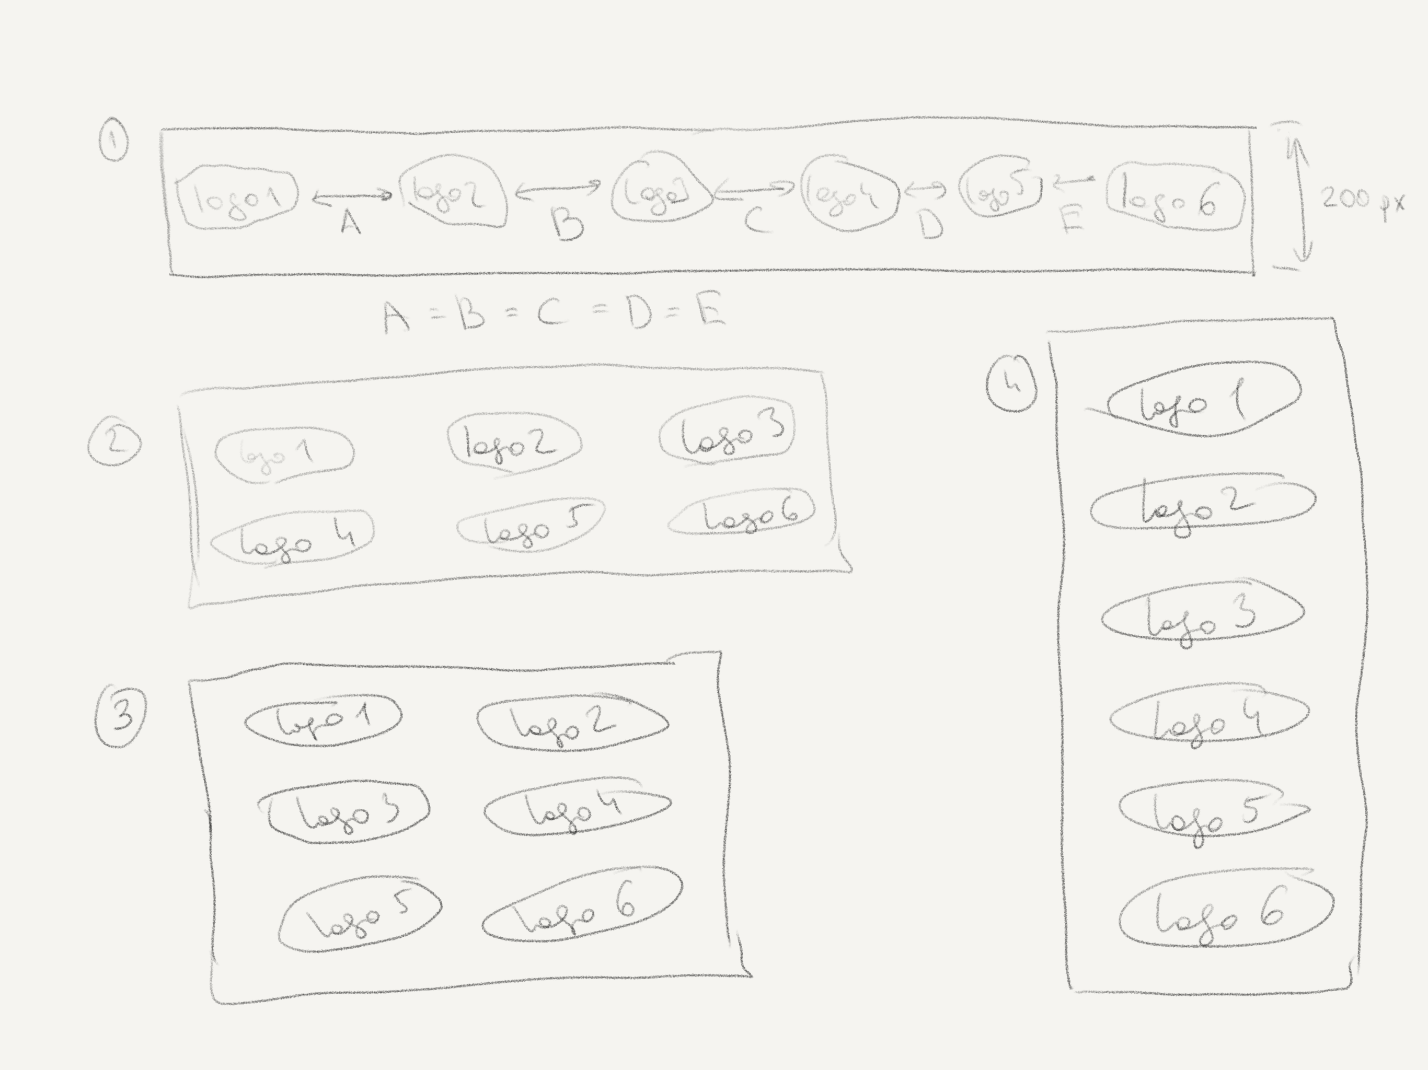 1
logo1 logo2 logo3 logo4 logo5 logo 6
A B C D E
200 px
A = B = C = D = E
2
logo 1 logo2 logo 3
logo 4 logo 5 logo 6
3
logo 1 logo 2
logo 3 logo 4
logo 5 logo 6
4
logo 1
logo 2
logo 3
logo 4
logo 5
logo 6